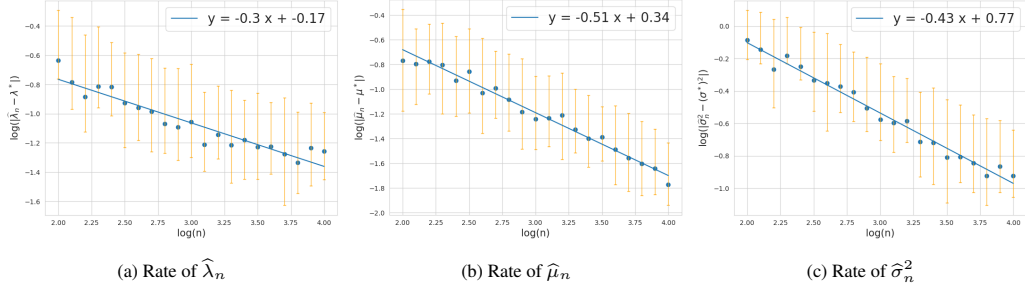 y = -0.3 x + -0.17
−0.4
−0.6
−0.8
−1.0
−1.2
−1.4
−1.6
log(|λ̂ₙ − λ*|)
2.00 2.25 2.50 2.75 3.00 3.25 3.50 3.75 4.00
log(n)
(a) Rate of λ̂ₙ
y = -0.51 x + 0.34
−0.4
−0.6
−0.8
−1.0
−1.2
−1.4
−1.6
−1.8
−2.0
log(|μ̂ₙ − μ*|)
2.00 2.25 2.50 2.75 3.00 3.25 3.50 3.75 4.00
log(n)
(b) Rate of μ̂ₙ
y = -0.43 x + 0.77
0.2
0.0
−0.2
−0.4
−0.6
−0.8
−1.0
log(|σ̂²ₙ − (σ*)²|)
2.00 2.25 2.50 2.75 3.00 3.25 3.50 3.75 4.00
log(n)
(c) Rate of σ̂²ₙ